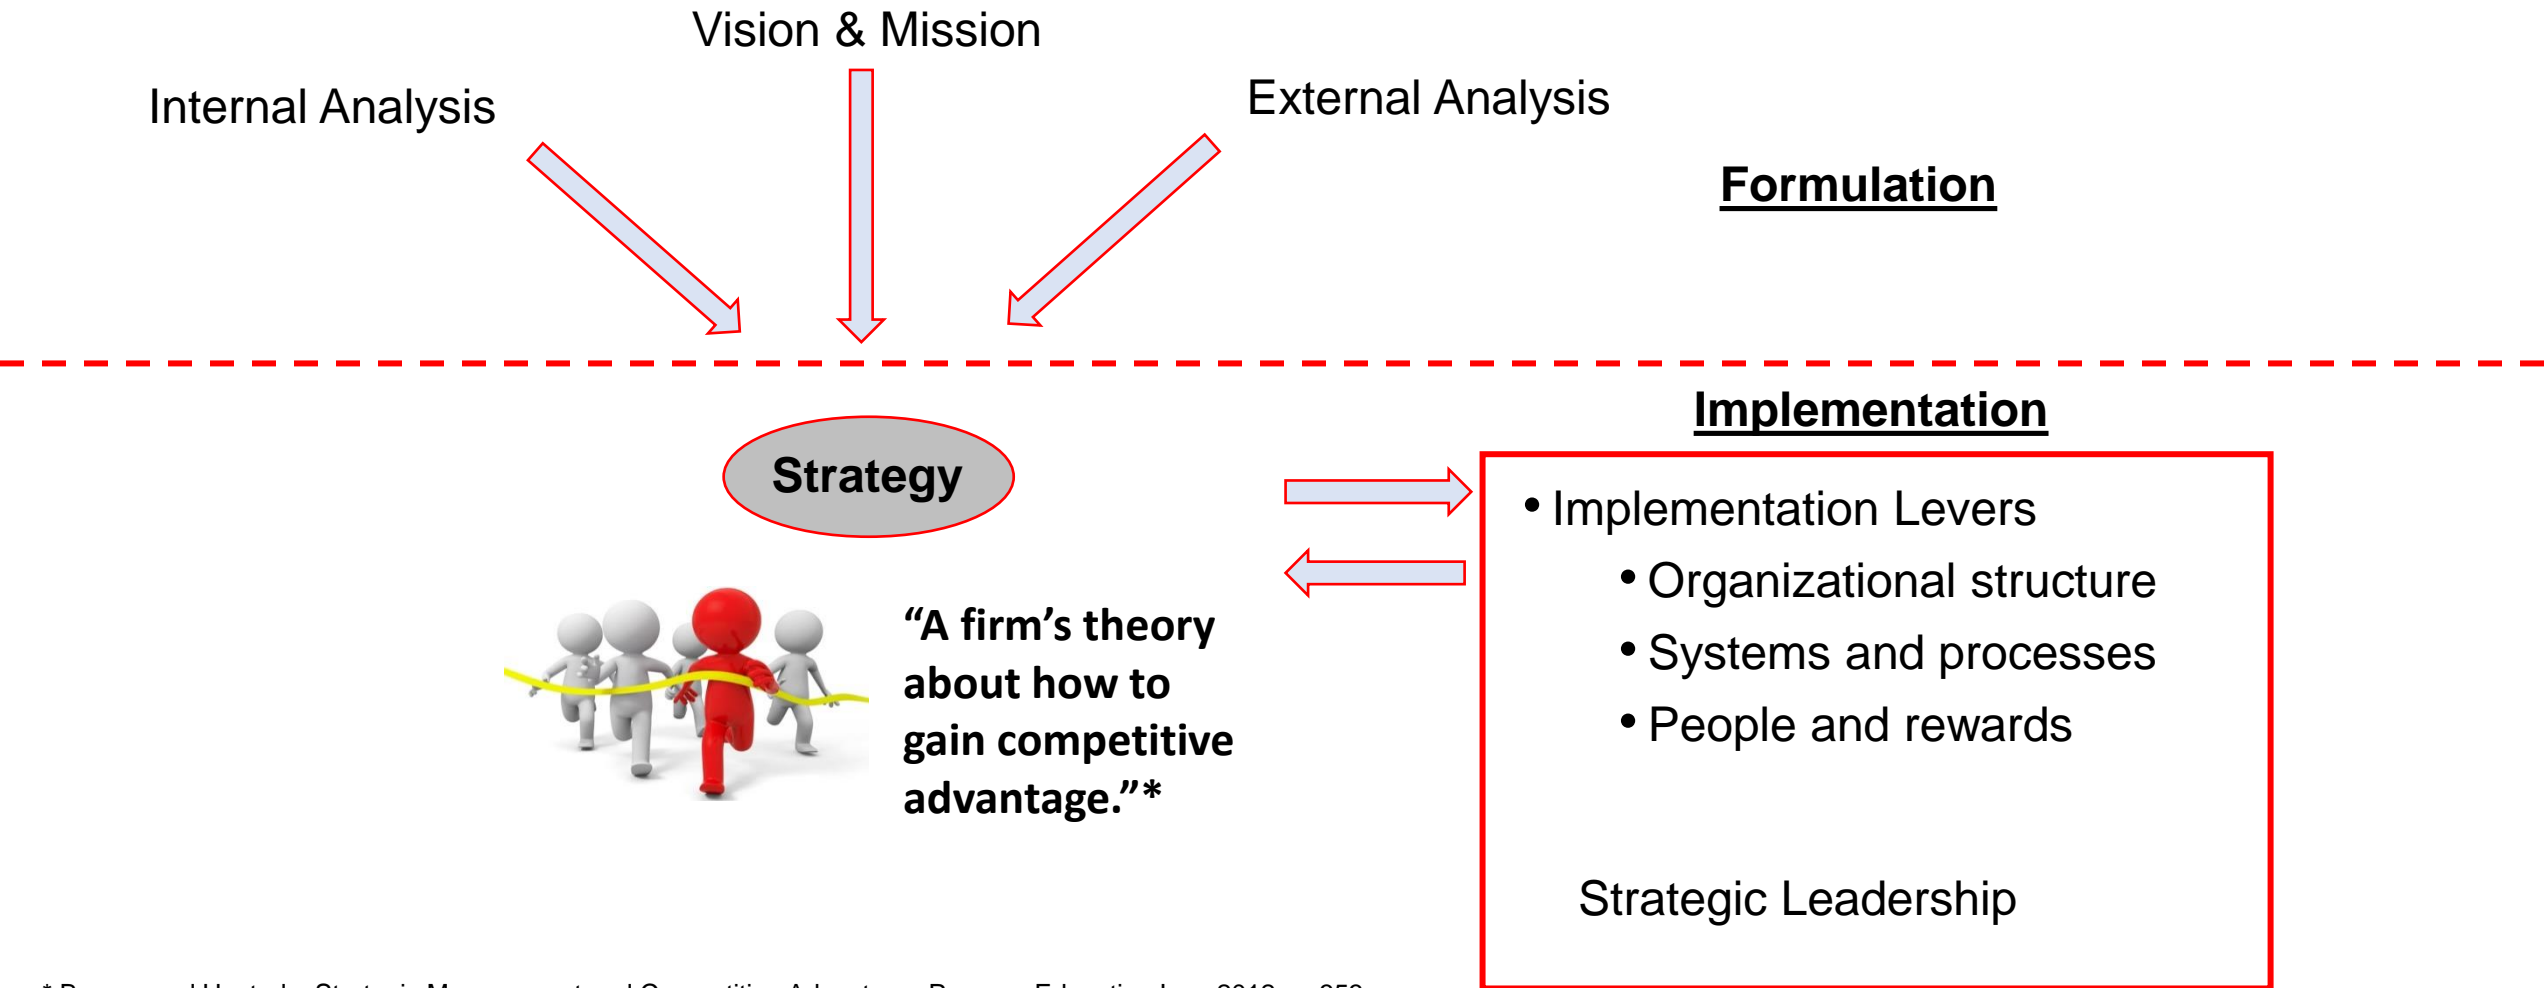 Vision & Mission
Internal Analysis
External Analysis
Formulation
Implementation
Strategy
• Implementation Levers
• Organizational structure
• Systems and processes
• People and rewards
“A firm’s theory
about how to
gain competitive
advantage.”*
Strategic Leadership